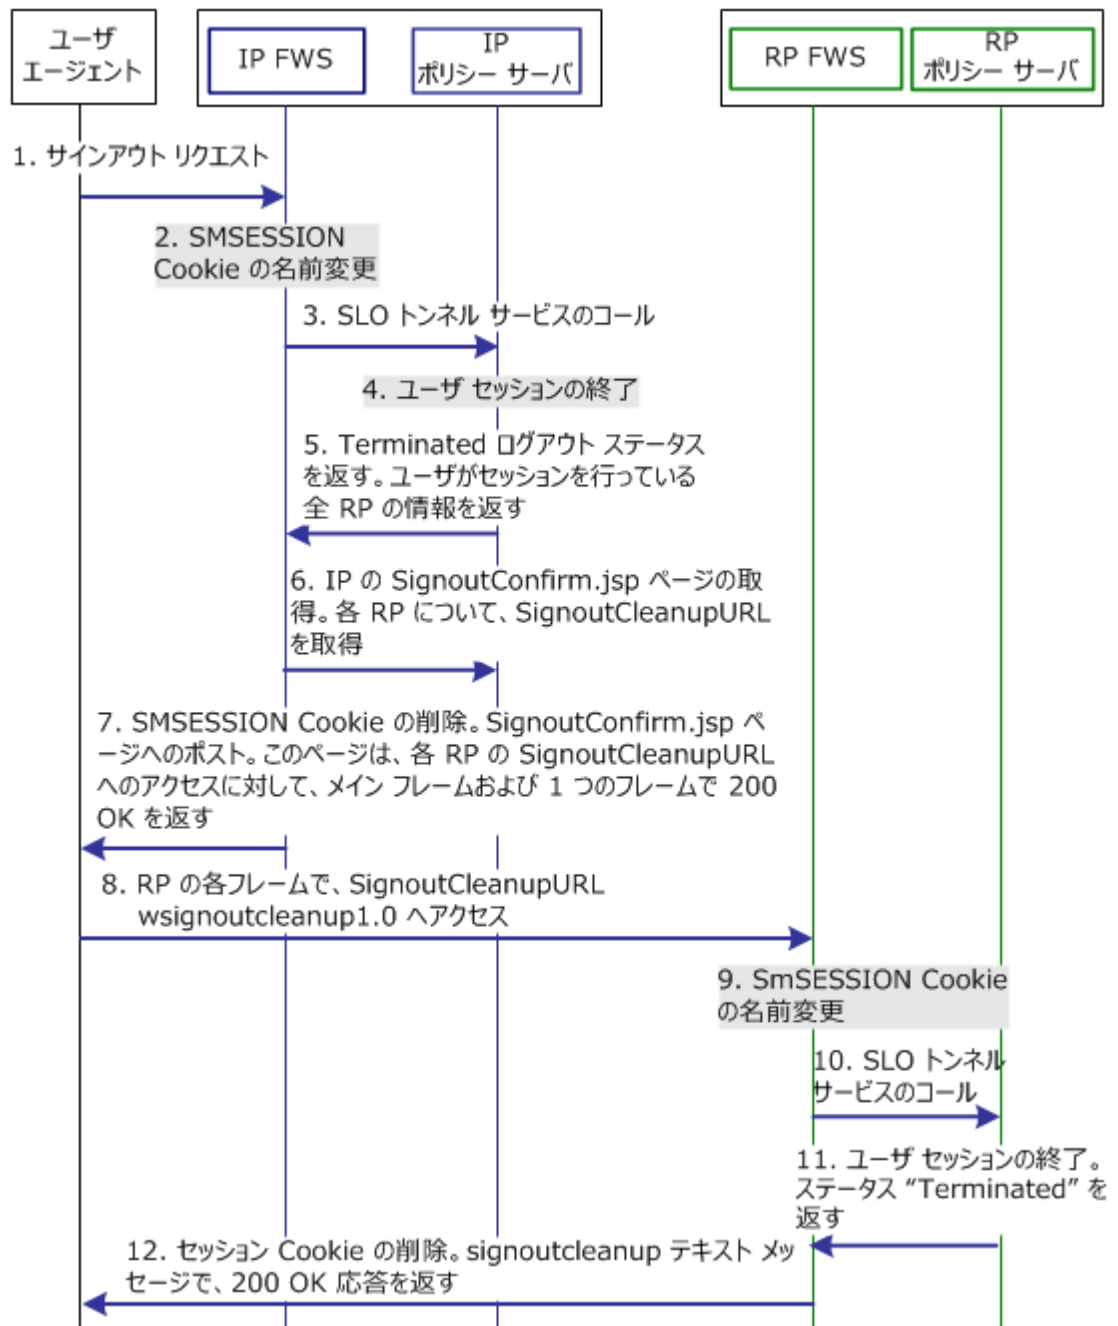 ユーザ
エージェント
IP FWS
IP
ポリシー サーバ
RP FWS
RP
ポリシー サーバ
1. サインアウト リクエスト
2. SMSESSION
Cookie の名前変更
3. SLO トンネル サービスのコール
4. ユーザ セッションの終了
5. Terminated ログアウト ステータス
を返す。ユーザがセッションを行っている
全 RP の情報を返す
6. IP の SignoutConfirm.jsp ページの取
得。各 RP について、SignoutCleanupURL
を取得
7. SMSESSION Cookie の削除。SignoutConfirm.jsp ペ
ージへのポスト。このページは、各 RP の SignoutCleanupURL
へのアクセスに対して、メイン フレームおよび 1 つのフレームで 200
OK を返す
8. RP の各フレームで、SignoutCleanupURL
wsignoutcleanup1.0 へアクセス
9. SmSESSION Cookie
の名前変更
10. SLO トンネル
サービスのコール
11. ユーザ セッションの終了。
ステータス “Terminated” を
返す
12. セッション Cookie の削除。signoutcleanup テキスト メッ
セージで、200 OK 応答を返す